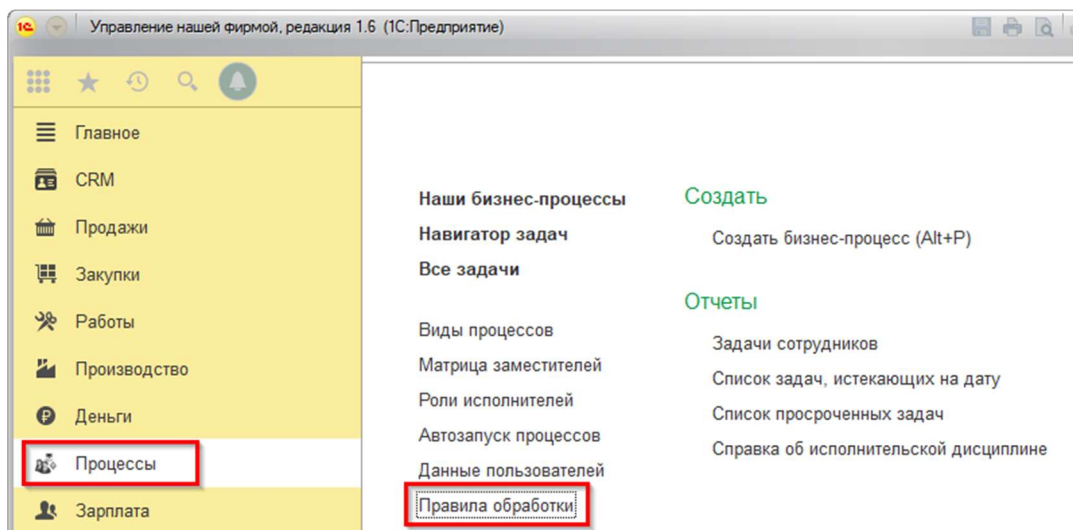 1С Управление нашей фирмой, редакция 1.6 (1С:Предприятие)
Главное
CRM
Продажи
Закупки
Работы
Производство
Деньги
Процессы
Зарплата
Наши бизнес-процессы
Навигатор задач
Все задачи
Виды процессов
Матрица заместителей
Роли исполнителей
Автозапуск процессов
Данные пользователей
Правила обработки
Создать
Создать бизнес-процесс (Alt+P)
Отчеты
Задачи сотрудников
Список задач, истекающих на дату
Список просроченных задач
Справка об исполнительской дисциплине